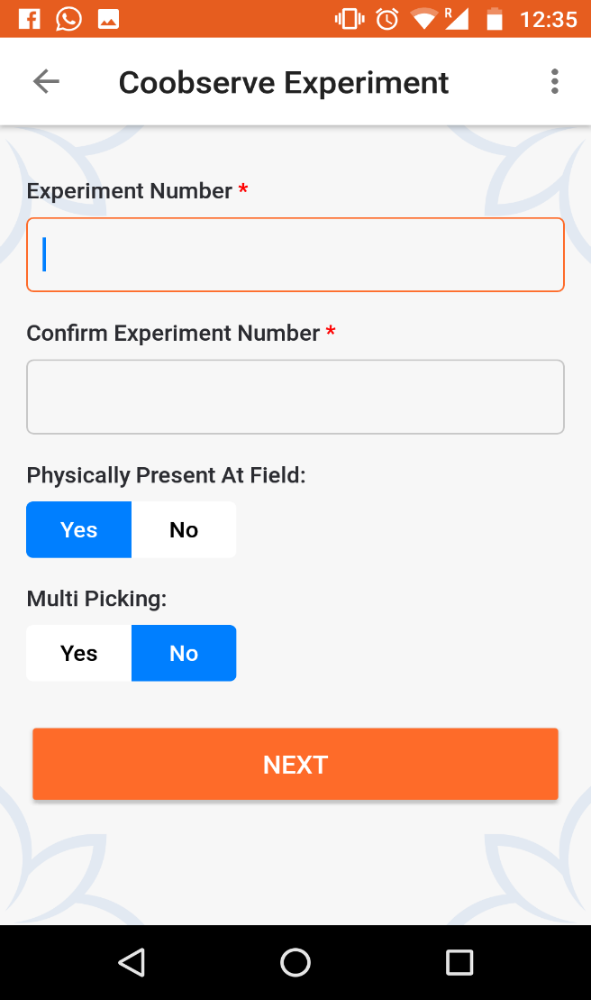 R
12:35
Coobserve Experiment
Experiment Number *
Confirm Experiment Number *
Physically Present At Field:
Yes No
Multi Picking:
Yes No
NEXT